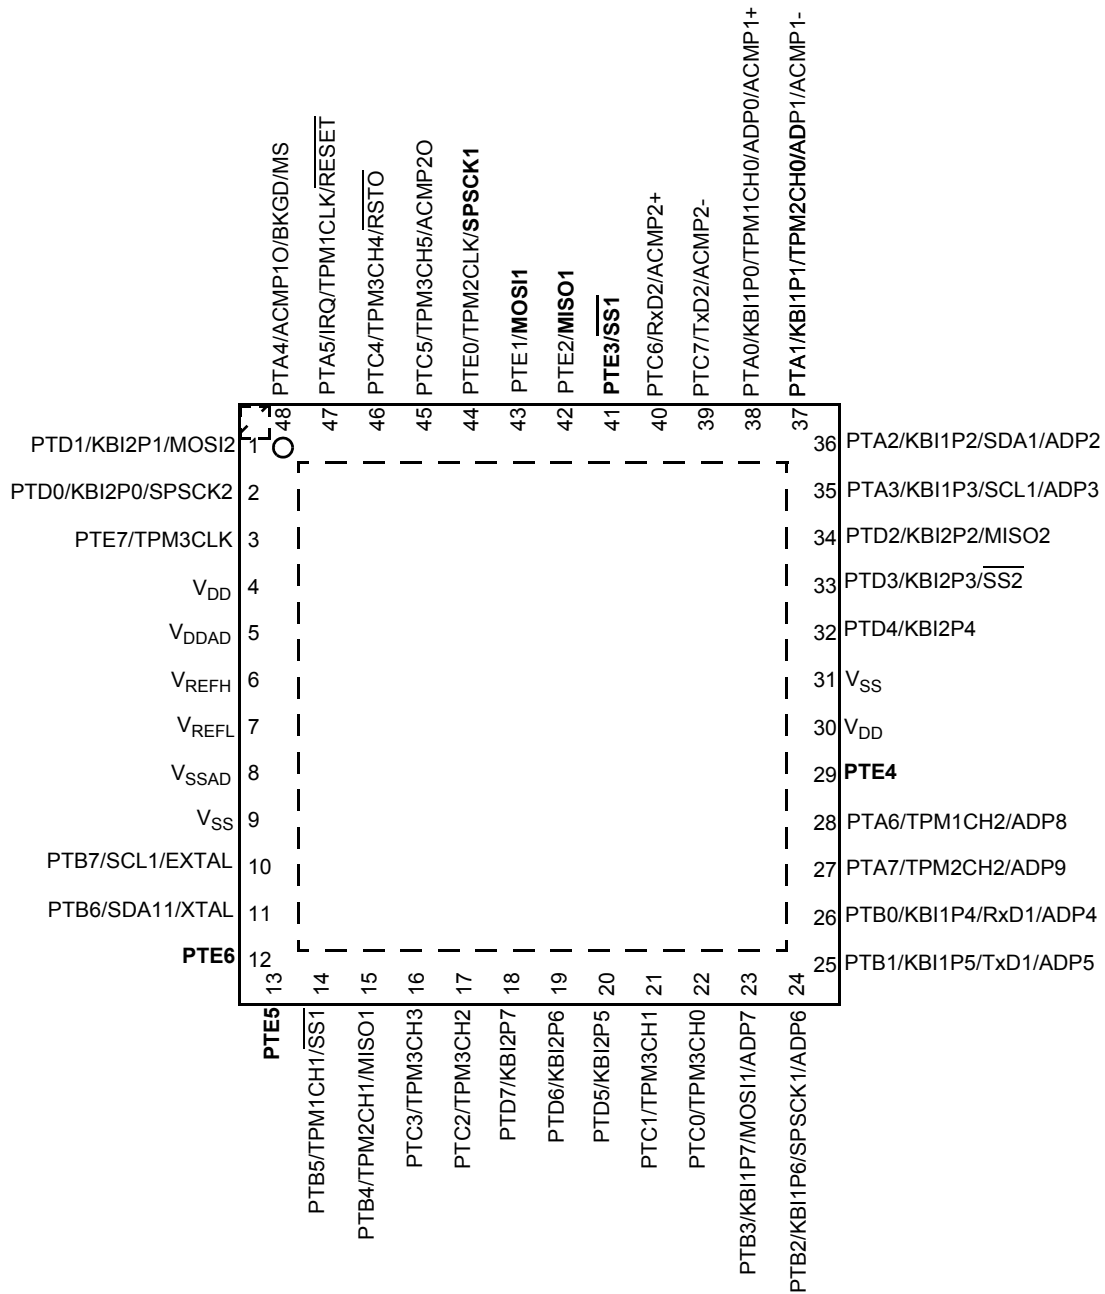 PTA4/ACMP1O/BKGD/MS
PTA5/IRQ/TPM1CLK/RESET
PTC4/TPM3CH4/RSTO
PTC5/TPM3CH5/ACMP2O
PTE0/TPM2CLK/SPSCK1
PTE1/MOSI1
PTE2/MISO1
PTE3/SS1
PTC6/RxD2/ACMP2+
PTC7/TxD2/ACMP2-
PTA0/KBI1P0/TPM1CH0/ADP0/ACMP1+
PTA1/KBI1P1/TPM2CH0/ADP1/ACMP1-
48
47
46
45
44
43
42
41
40
39
38
37
PTD1/KBI2P1/MOSI2 1
PTD0/KBI2P0/SPSCK2 2
PTE7/TPM3CLK 3
VDD 4
VDDAD 5
VREFH 6
VREFL 7
VSSAD 8
VSS 9
PTB7/SCL1/EXTAL 10
PTB6/SDA11/XTAL 11
PTE6 12
36 PTA2/KBI1P2/SDA1/ADP2
35 PTA3/KBI1P3/SCL1/ADP3
34 PTD2/KBI2P2/MISO2
33 PTD3/KBI2P3/SS2
32 PTD4/KBI2P4
31 VSS
30 VDD
29 PTE4
28 PTA6/TPM1CH2/ADP8
27 PTA7/TPM2CH2/ADP9
26 PTB0/KBI1P4/RxD1/ADP4
25 PTB1/KBI1P5/TxD1/ADP5
13
14
15
16
17
18
19
20
21
22
23
24
PTE5
PTB5/TPM1CH1/SS1
PTB4/TPM2CH1/MISO1
PTC3/TPM3CH3
PTC2/TPM3CH2
PTD7/KBI2P7
PTD6/KBI2P6
PTD5/KBI2P5
PTC1/TPM3CH1
PTC0/TPM3CH0
PTB3/KBI1P7/MOSI1/ADP7
PTB2/KBI1P6/SPSCK1/ADP6